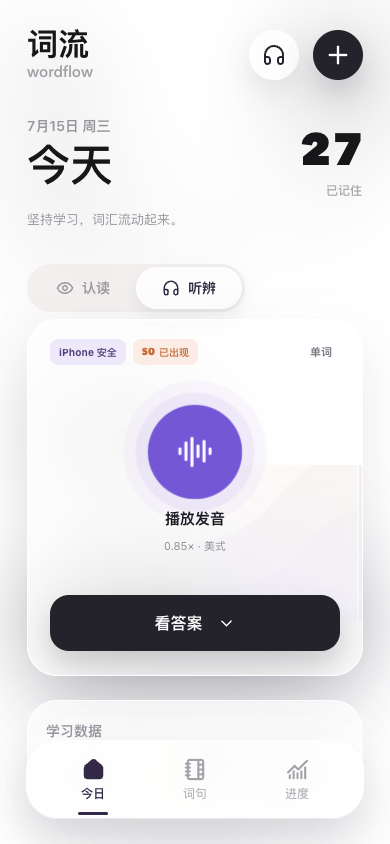 词流
wordflow
7月15日 周三
今天
27
已记住
坚持学习，词汇流动起来。
认读
听辨
iPhone 安全
50 已出现
单词
播放发音
0.85× · 美式
看答案
学习数据
今日
词句
进度